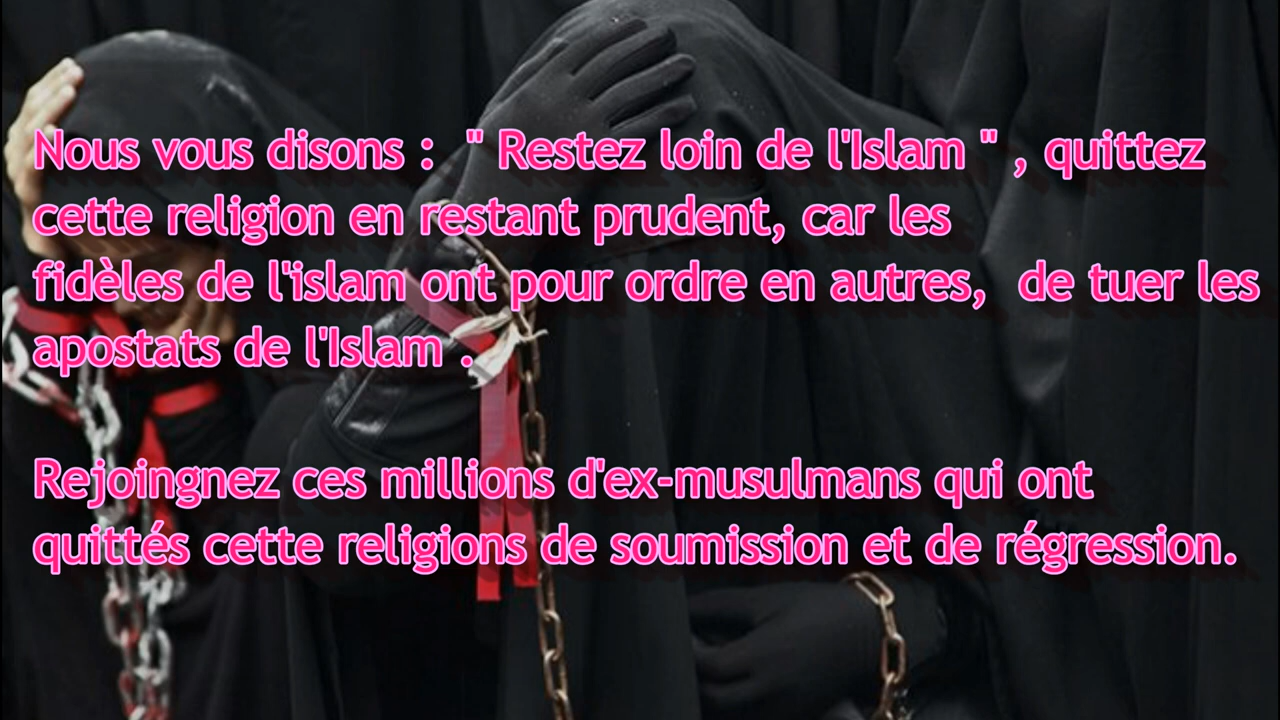 Nous vous disons :  " Restez loin de l'Islam " , quittez
cette religion en restant prudent, car les
fidèles de l'islam ont pour ordre en autres,  de tuer les
apostats de l'Islam .
Rejoingnez ces millions d'ex-musulmans qui ont
quittés cette religions de soumission et de régression.